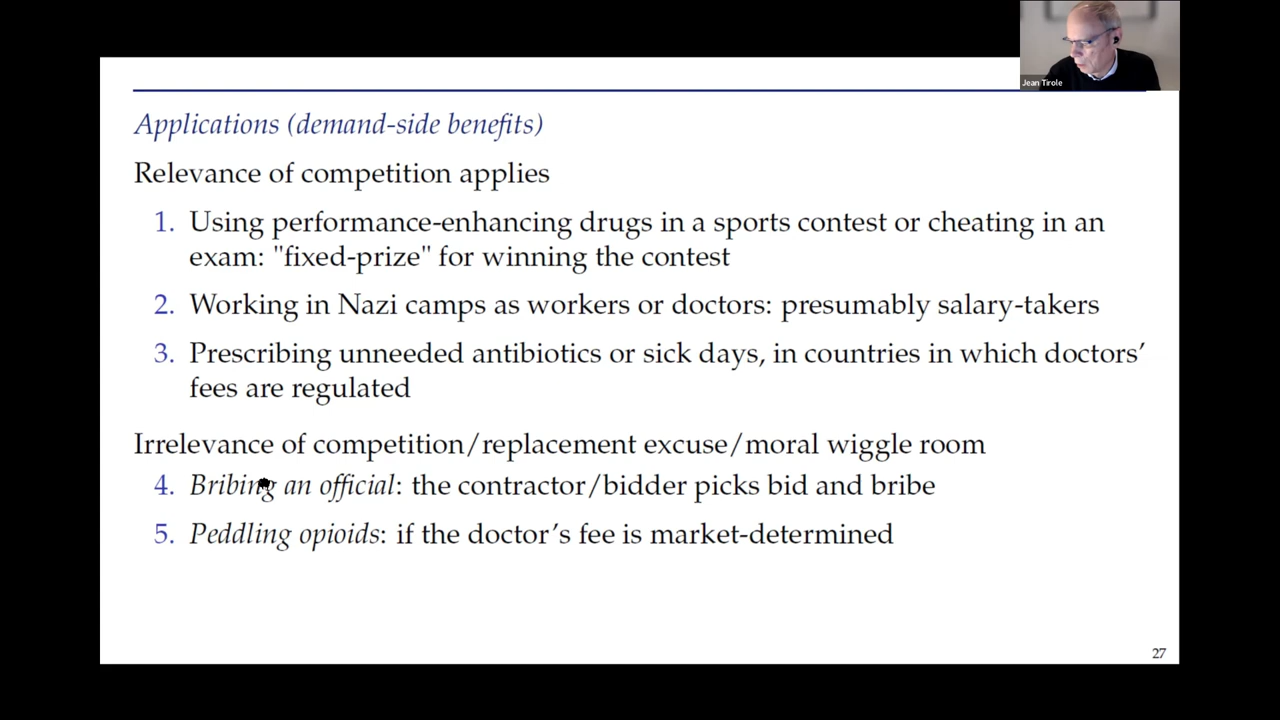 Jean Tirole
Applications (demand-side benefits)
Relevance of competition applies
1. Using performance-enhancing drugs in a sports contest or cheating in an
exam: "fixed-prize" for winning the contest
2. Working in Nazi camps as workers or doctors: presumably salary-takers
3. Prescribing unneeded antibiotics or sick days, in countries in which doctors’
fees are regulated
Irrelevance of competition/replacement excuse/moral wiggle room
4. Bribing an official: the contractor/bidder picks bid and bribe
5. Peddling opioids: if the doctor’s fee is market-determined
27